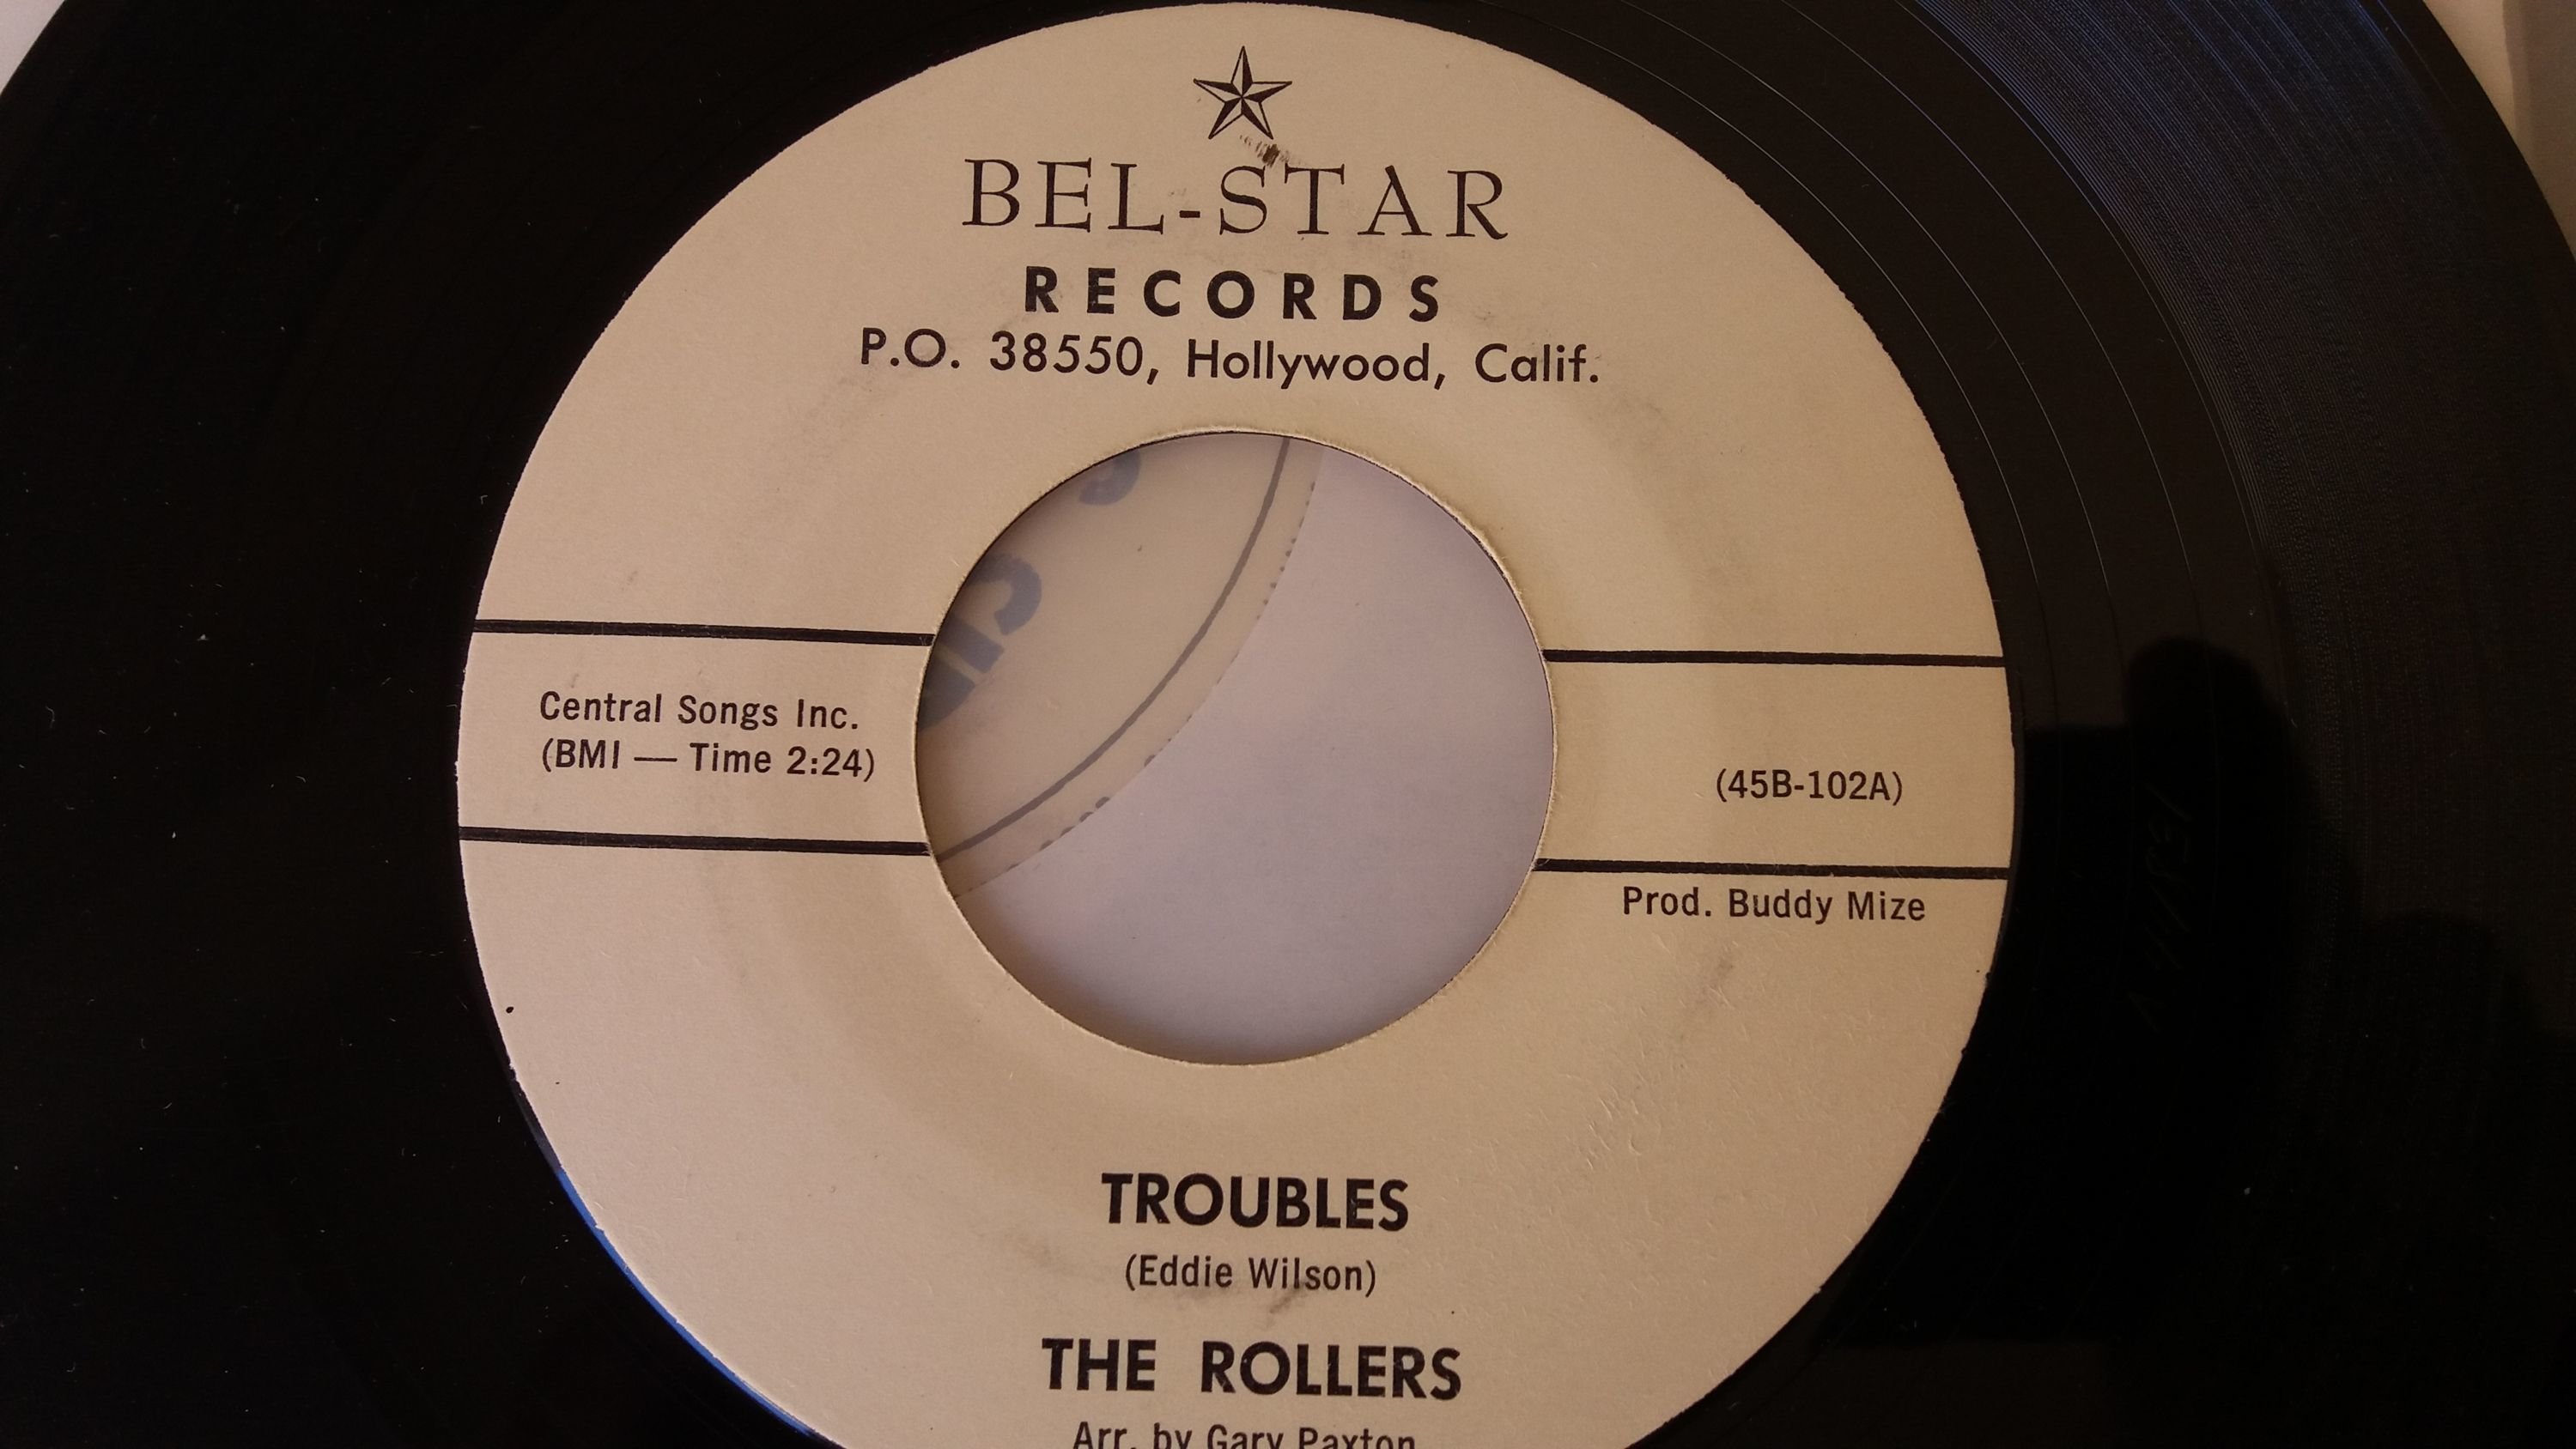 BEL-STAR
RECORDS
P.O. 38550, Hollywood, Calif.
Central Songs Inc.
(BMI — Time 2:24)
(45B-102A)
Prod. Buddy Mize
TROUBLES
(Eddie Wilson)
THE ROLLERS
Arr. by Gary Paxton